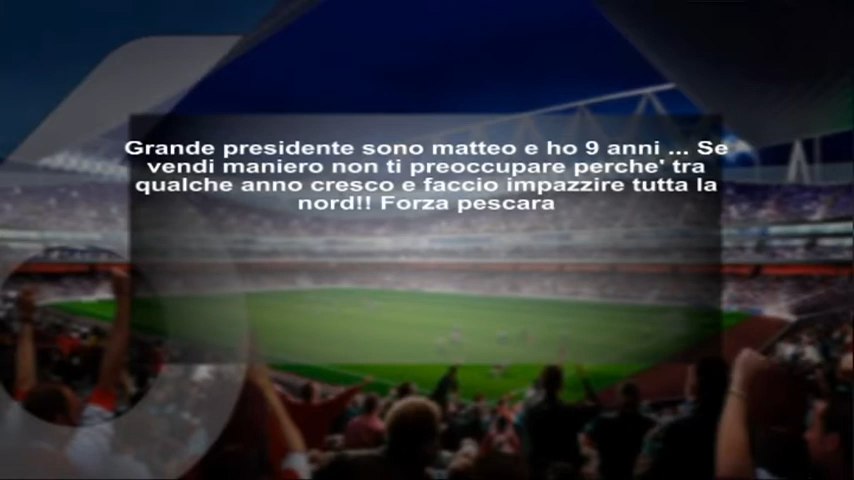 Grande presidente sono matteo e ho 9 anni ... Se
vendi maniero non ti preoccupare perche' tra
qualche anno cresco e faccio impazzire tutta la
nord!! Forza pescara